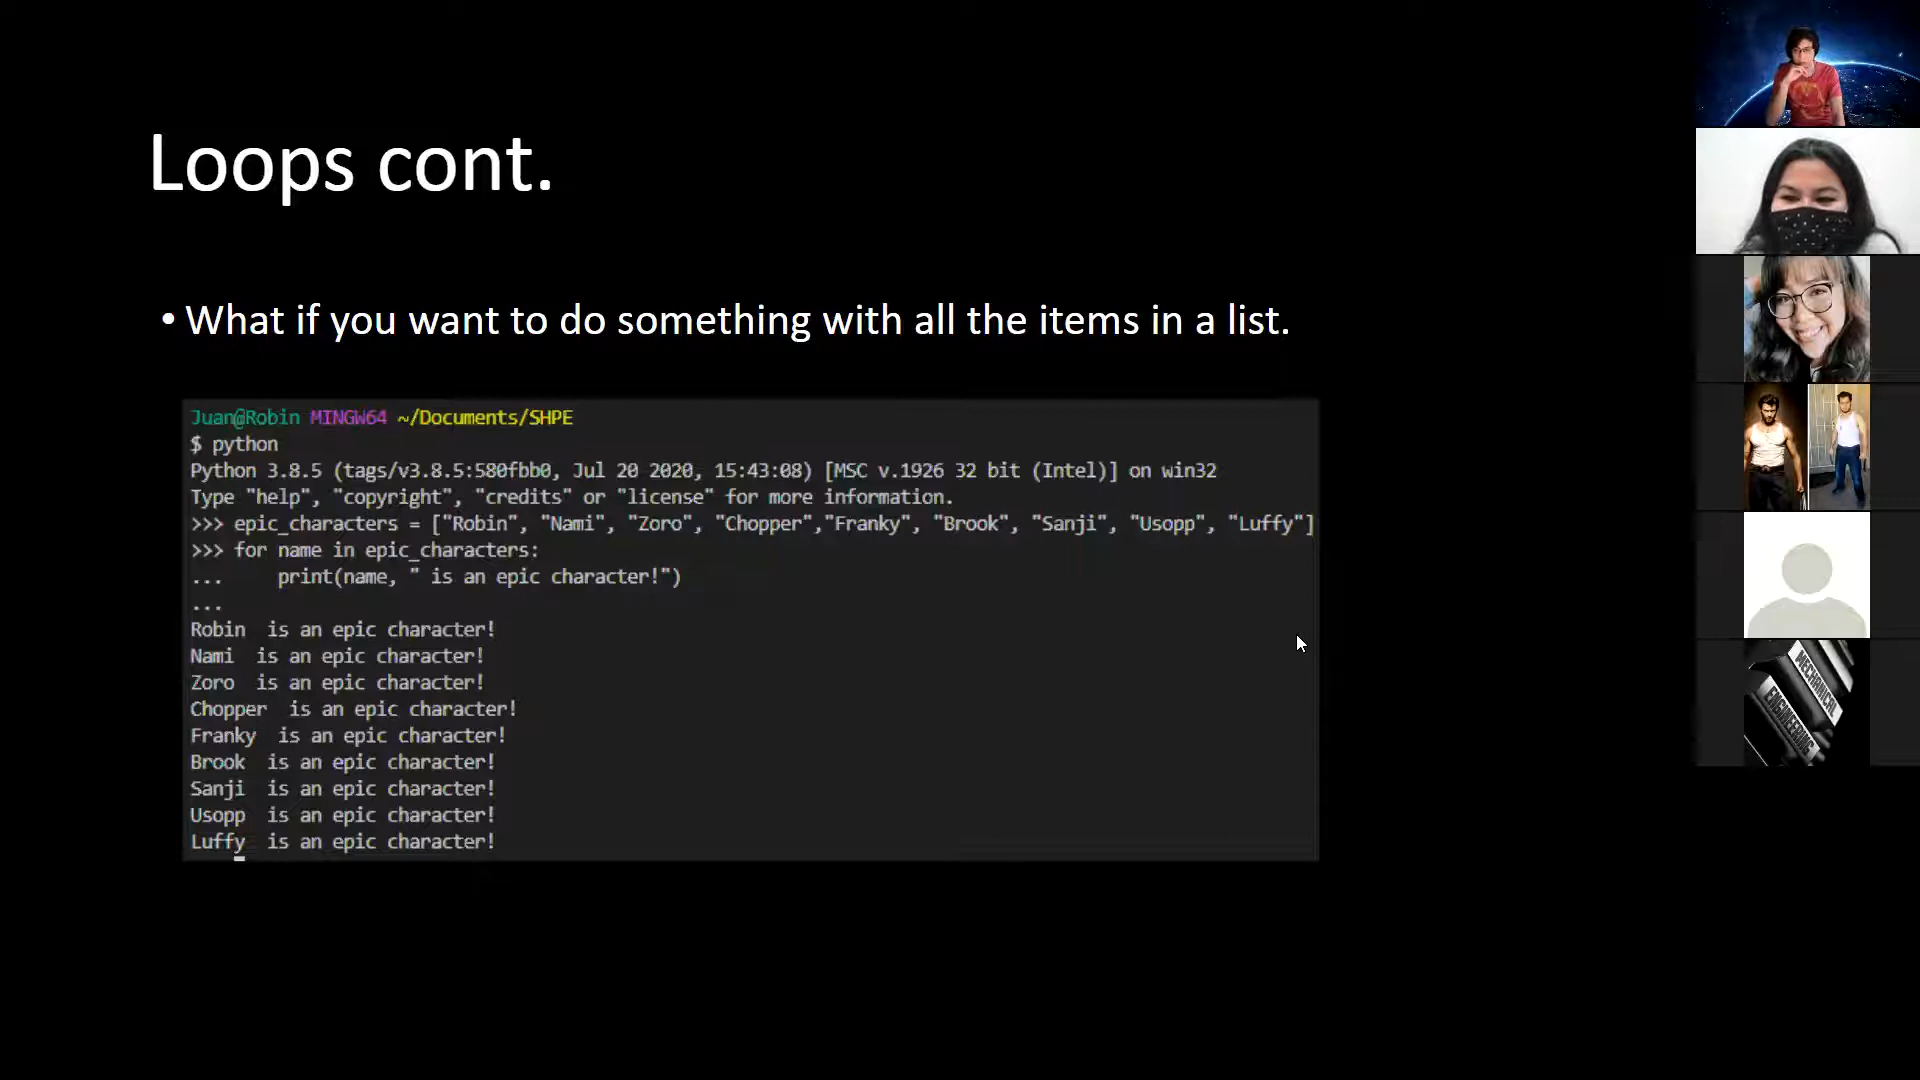 Loops cont.
• What if you want to do something with all the items in a list.
Juan@Robin MINGW64 ~/Documents/SHPE
$ python
Python 3.8.5 (tags/v3.8.5:580fbb0, Jul 20 2020, 15:43:08) [MSC v.1926 32 bit (Intel)] on win32
Type "help", "copyright", "credits" or "license" for more information.
>>> epic_characters = ["Robin", "Nami", "Zoro", "Chopper","Franky", "Brook", "Sanji", "Usopp", "Luffy"]
>>> for name in epic_characters:
...     print(name, " is an epic character!")
...
Robin  is an epic character!
Nami  is an epic character!
Zoro  is an epic character!
Chopper  is an epic character!
Franky  is an epic character!
Brook  is an epic character!
Sanji  is an epic character!
Usopp  is an epic character!
Luffy  is an epic character!
MECHANICAL
ENGINEERING